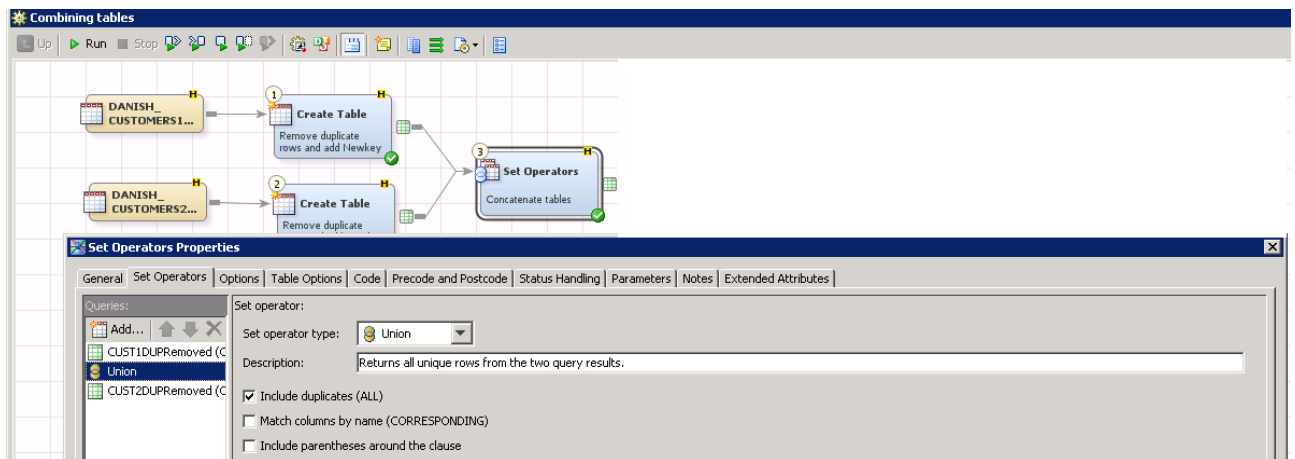 Combining tables
Up Run Stop
1
H
DANISH_
CUSTOMERS1...
H
Create Table
Remove duplicate
rows and add Newkey
2
H
DANISH_
CUSTOMERS2...
H
Create Table
Remove duplicate
3
H
Set Operators
Concatenate tables
Set Operators Properties
General Set Operators Options Table Options Code Precode and Postcode Status Handling Parameters Notes Extended Attributes
Queries:
Add...
CUST1DUPRemoved (C
Union
CUST2DUPRemoved (C
Set operator:
Set operator type: Union
Description: Returns all unique rows from the two query results.
Include duplicates (ALL)
Match columns by name (CORRESPONDING)
Include parentheses around the clause